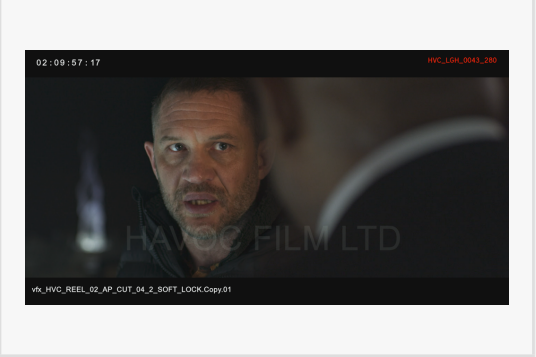 02:09:57:17
HVC_LGH_0043_280
HAVOC FILM LTD
vfx_HVC_REEL_02_AP_CUT_04_2_SOFT_LOCK.Copy.01